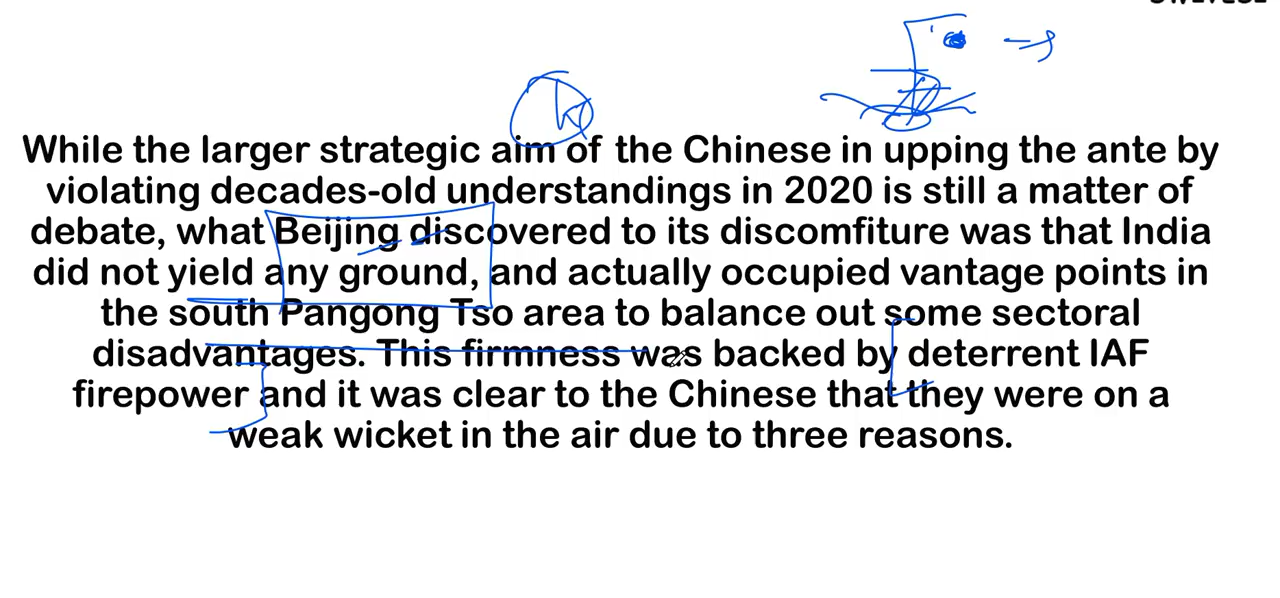 While the larger strategic aim of the Chinese in upping the ante by
violating decades-old understandings in 2020 is still a matter of
debate, what Beijing discovered to its discomfiture was that India
did not yield any ground, and actually occupied vantage points in
the south Pangong Tso area to balance out some sectoral
disadvantages. This firmness was backed by deterrent IAF
firepower and it was clear to the Chinese that they were on a
weak wicket in the air due to three reasons.